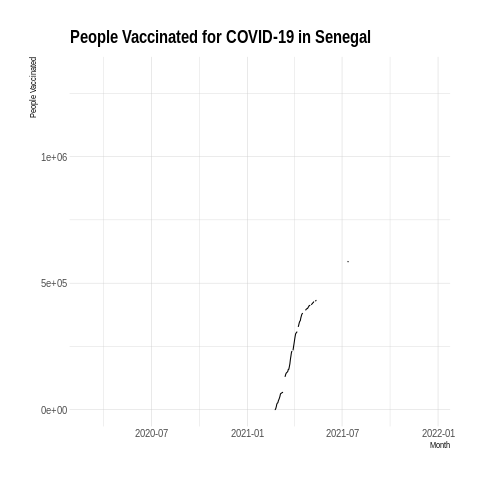 People Vaccinated for COVID-19 in Senegal
People Vaccinated
1e+06
5e+05
0e+00
2020-07 2021-01 2021-07 2022-01
Month